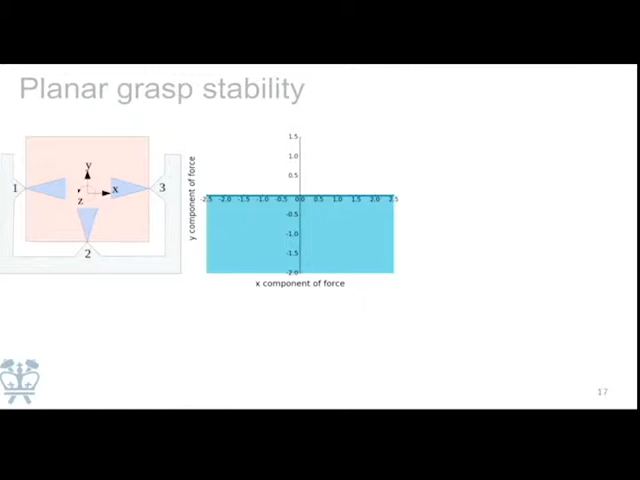 Planar grasp stability
y
1
x
3
z
2
y component of force
1.5
1.0
0.5
-2.5 -2.0 -1.5 -1.0 -0.5 0.0 0.5 1.0 1.5 2.0 2.5
-0.5
-1.0
-1.5
-2.0
x component of force
17